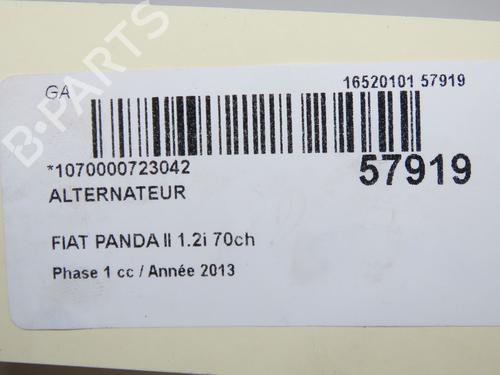 GA
16520101 57919
*1070000723042
57919
ALTERNATEUR
FIAT PANDA II 1.2i 70ch
Phase 1 cc / Année 2013
B-PARTS